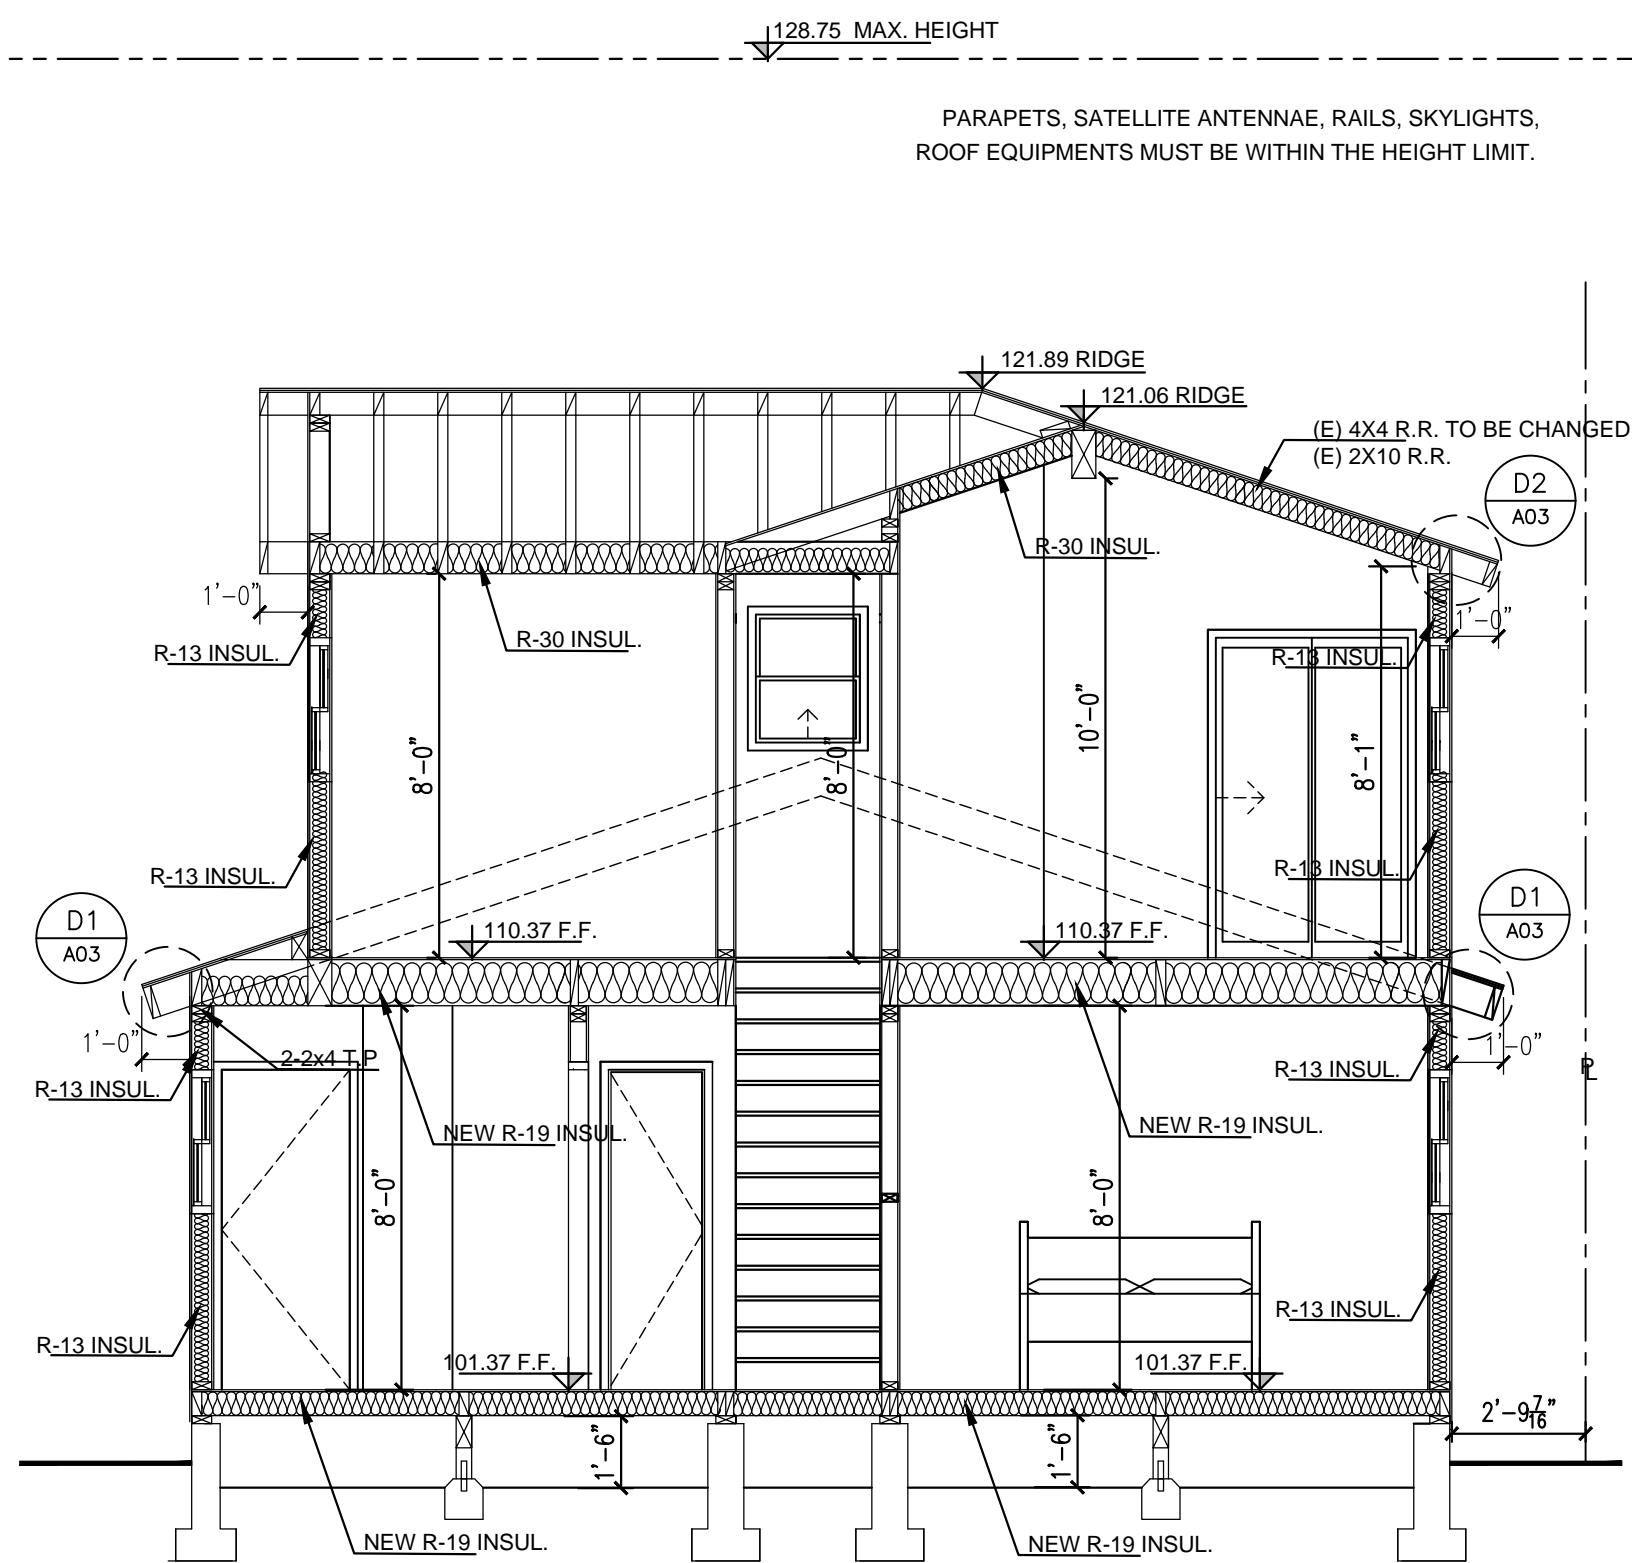 128.75 MAX. HEIGHT
PARAPETS, SATELLITE ANTENNAE, RAILS, SKYLIGHTS,
ROOF EQUIPMENTS MUST BE WITHIN THE HEIGHT LIMIT.
121.89 RIDGE
121.06 RIDGE
(E) 4X4 R.R. TO BE CHANGED
(E) 2X10 R.R.
D2
A03
R-30 INSUL.
1'-0"
1'-0"
R-13 INSUL.
R-30 INSUL.
R-13 INSUL.
8'-0"
8'-0"
10'-0"
8'-1"
R-13 INSUL.
R-13 INSUL.
D1
A03
110.37 F.F.
110.37 F.F.
D1
A03
1'-0"
2-2x4 T.P
1'-0"
R-13 INSUL.
R-13 INSUL.
PL
NEW R-19 INSUL.
NEW R-19 INSUL.
8'-0"
8'-0"
R-13 INSUL.
R-13 INSUL.
101.37 F.F.
101.37 F.F.
2'-9 7/16"
1'-6"
1'-6"
NEW R-19 INSUL.
NEW R-19 INSUL.